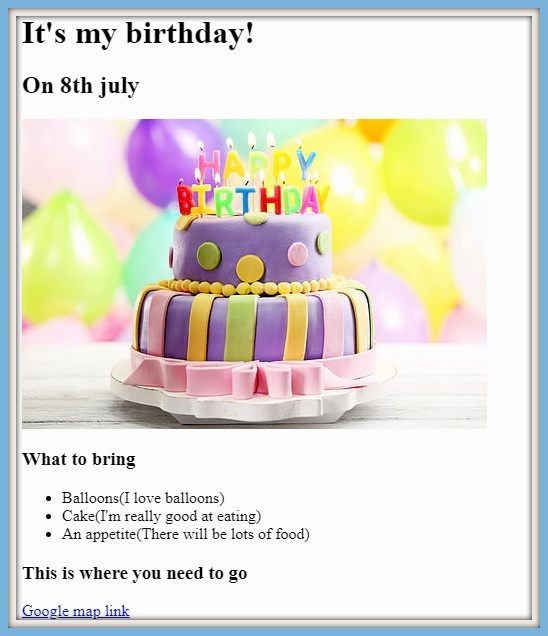 It's my birthday!
On 8th july
HAPPY
BIRTHDAY
What to bring
Balloons(I love balloons)
Cake(I'm really good at eating)
An appetite(There will be lots of food)
This is where you need to go
Google map link